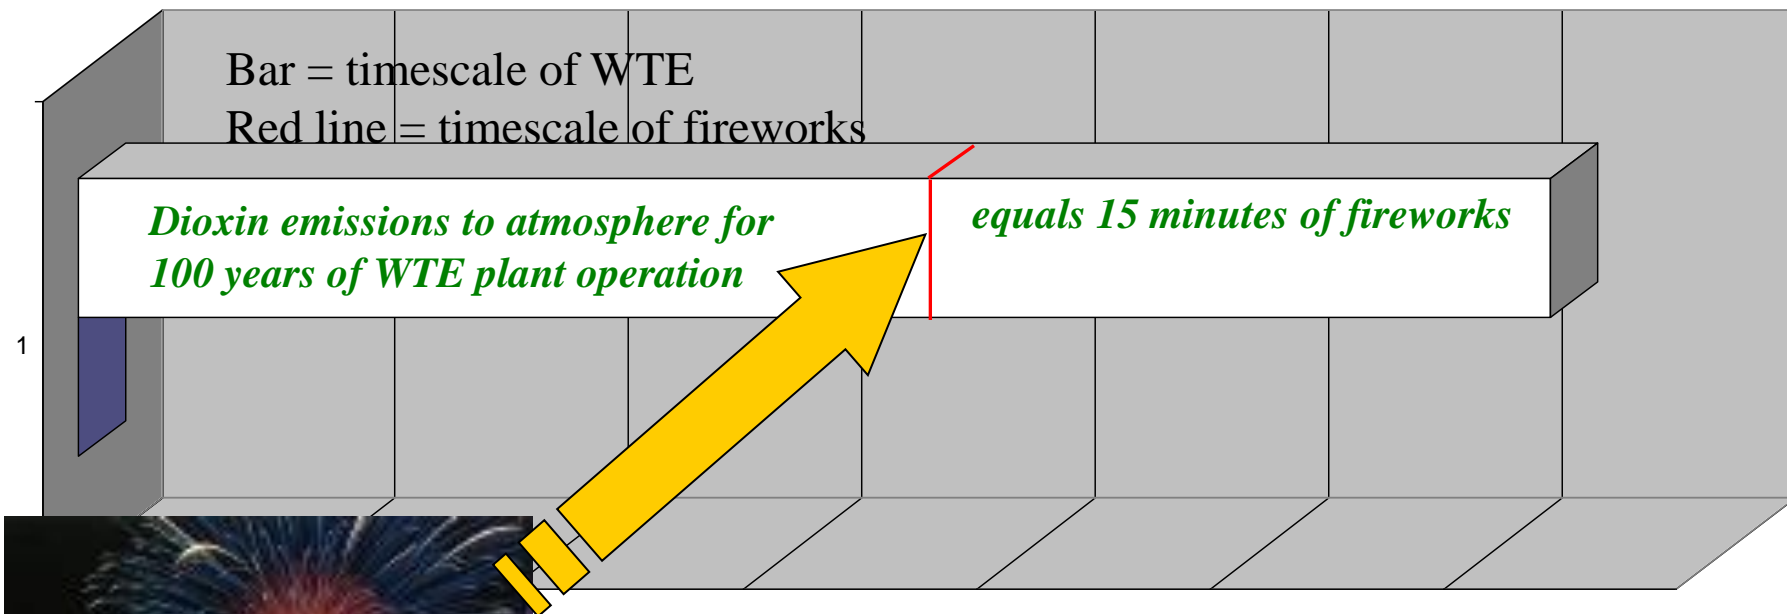 Bar = timescale of WTE
Red line = timescale of fireworks
Dioxin emissions to atmosphere for
100 years of WTE plant operation
equals 15 minutes of fireworks
1